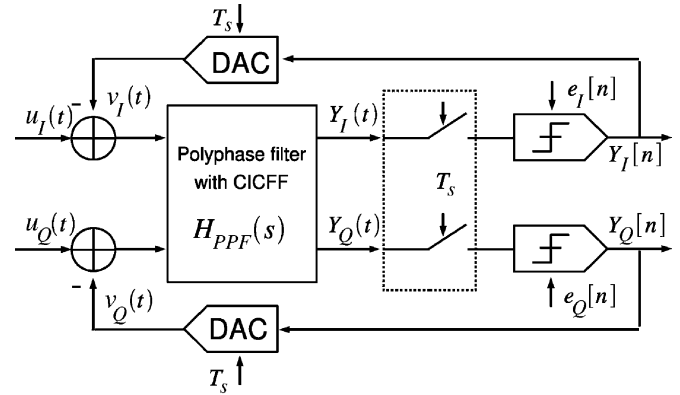 T_s
DAC
-
v_I(t)
u_I(t)
Polyphase filter
with CICFF
H_PPF(s)
Y_I(t)
T_s
e_I[n]
Y_I[n]
u_Q(t)
Y_Q(t)
Y_Q[n]
e_Q[n]
-
v_Q(t)
DAC
T_s